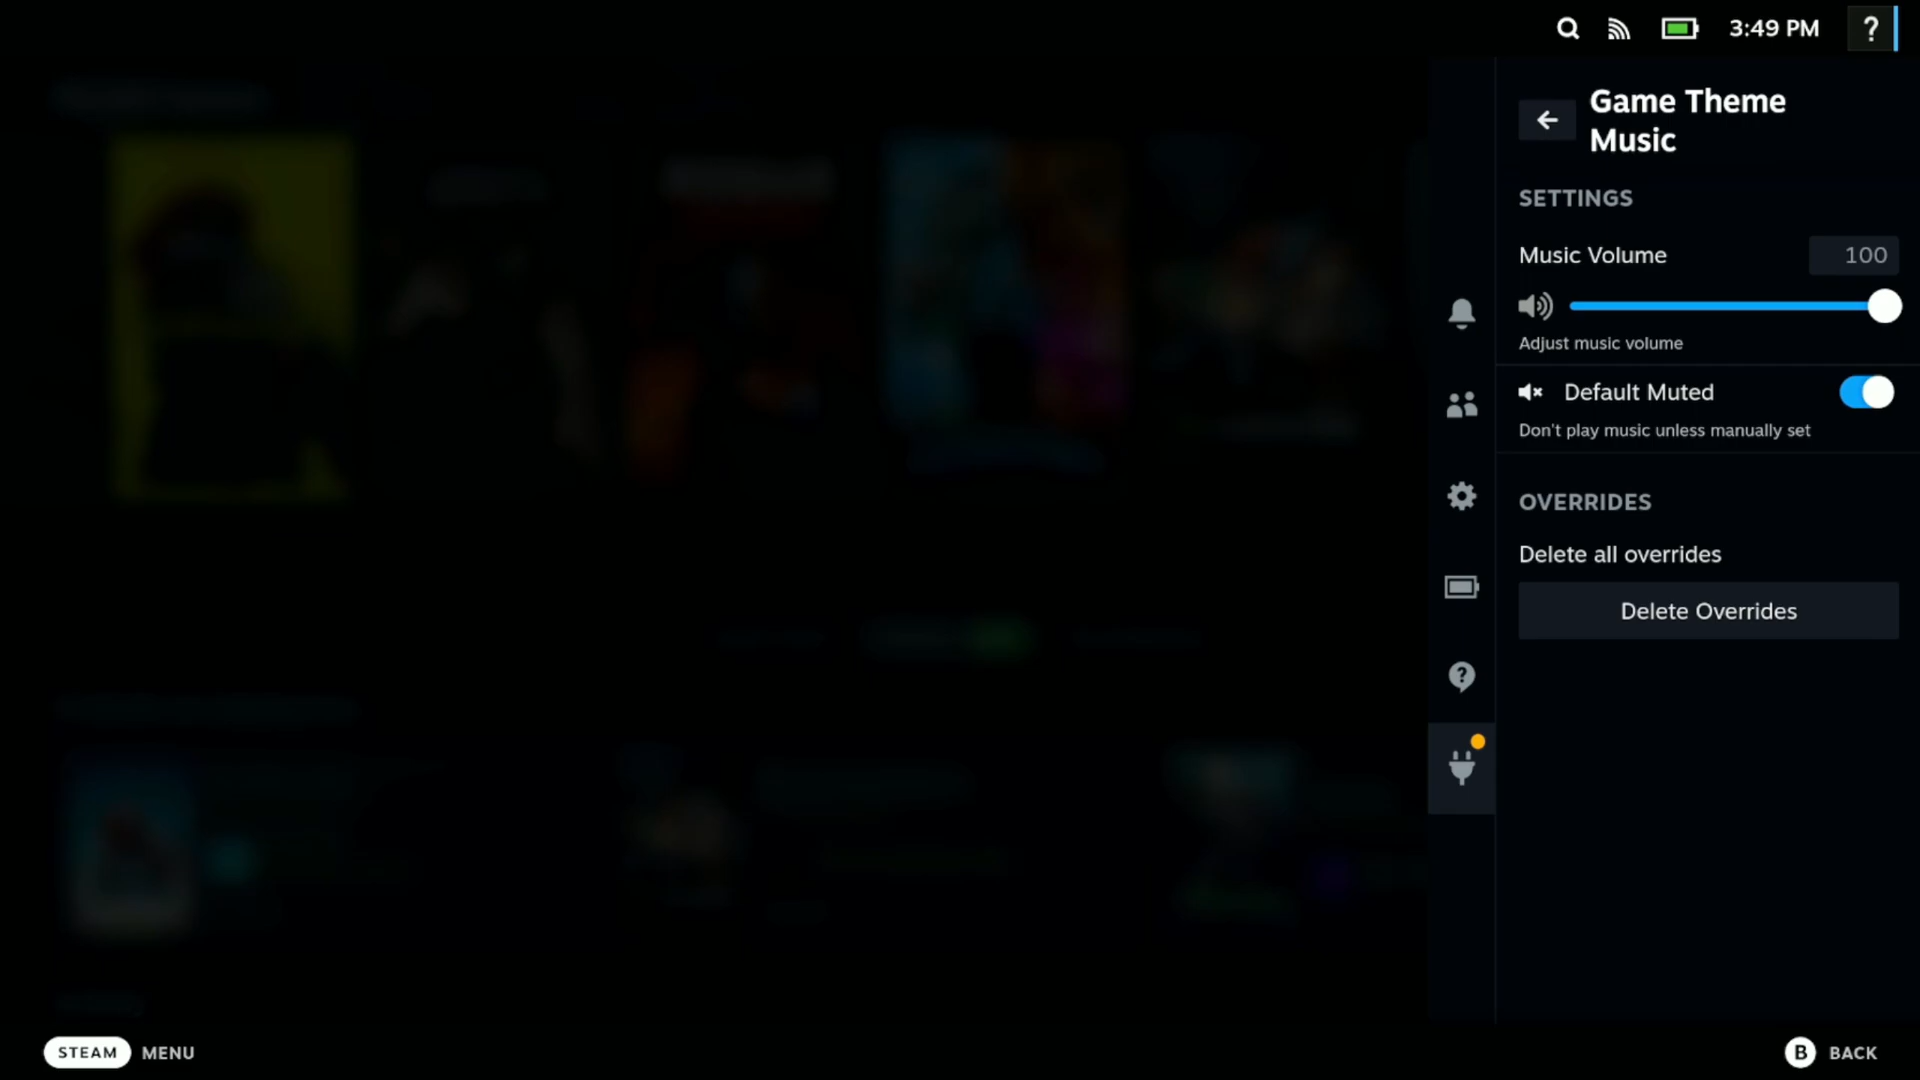 3:49 PM
?
Game Theme
Music
SETTINGS
Music Volume
100
Adjust music volume
Default Muted
Don't play music unless manually set
OVERRIDES
Delete all overrides
Delete Overrides
STEAM MENU
B BACK